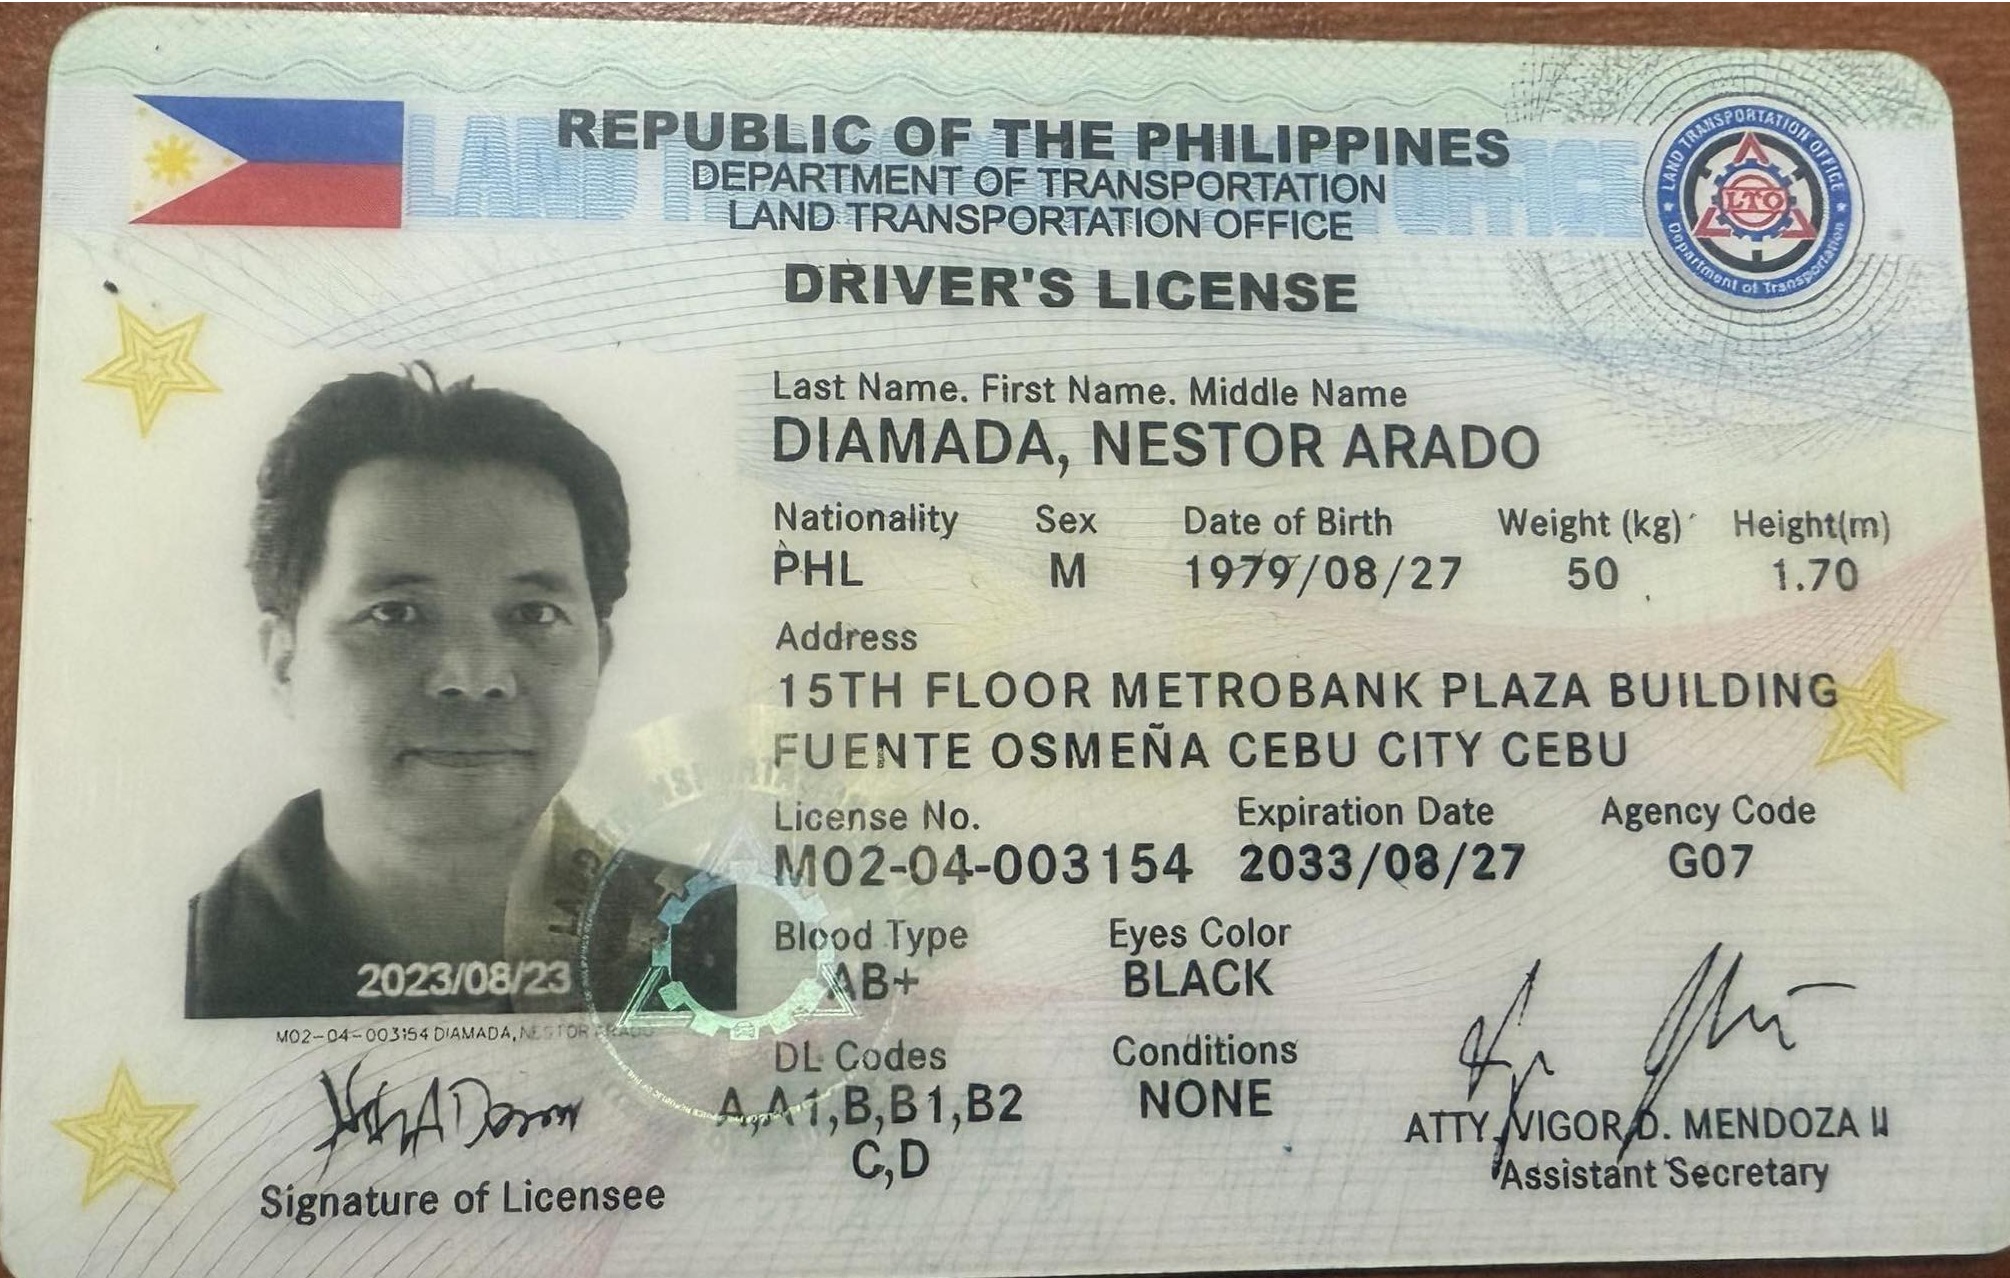 REPUBLIC OF THE PHILIPPINES
DEPARTMENT OF TRANSPORTATION
LAND TRANSPORTATION OFFICE
LAND TRANSPORTATION OFFICE
LTO
Department of Transportation
DRIVER'S LICENSE
Last Name. First Name. Middle Name
DIAMADA, NESTOR ARADO
Nationality Sex Date of Birth Weight (kg) Height(m)
PHL M 1979/08/27 50 1.70
Address
15TH FLOOR METROBANK PLAZA BUILDING
FUENTE OSMEÑA CEBU CITY CEBU
License No. Expiration Date Agency Code
M02-04-003154 2033/08/27 G07
Blood Type Eyes Color
AB+ BLACK
2023/08/23
M02-04-003154 DIAMADA, NESTOR ARADO
DL Codes Conditions
A,A1,B,B1,B2 NONE
C,D
ATTY. VIGOR D. MENDOZA II
Assistant Secretary
Signature of Licensee